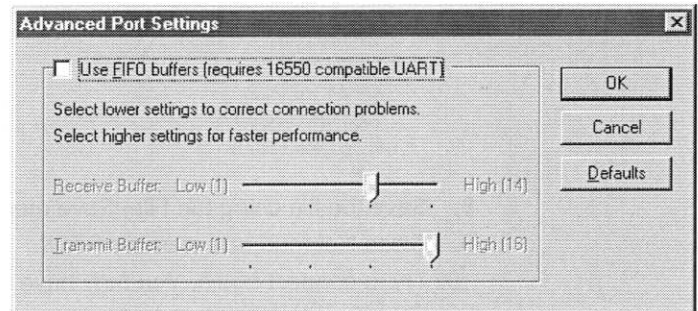 Advanced Port Settings
Use FIFO buffers (requires 16550 compatible UART)
OK
Select lower settings to correct connection problems.
Select higher settings for faster performance.
Cancel
Defaults
Receive Buffer: Low (1) High (14)
Transmit Buffer: Low (1) High (16)